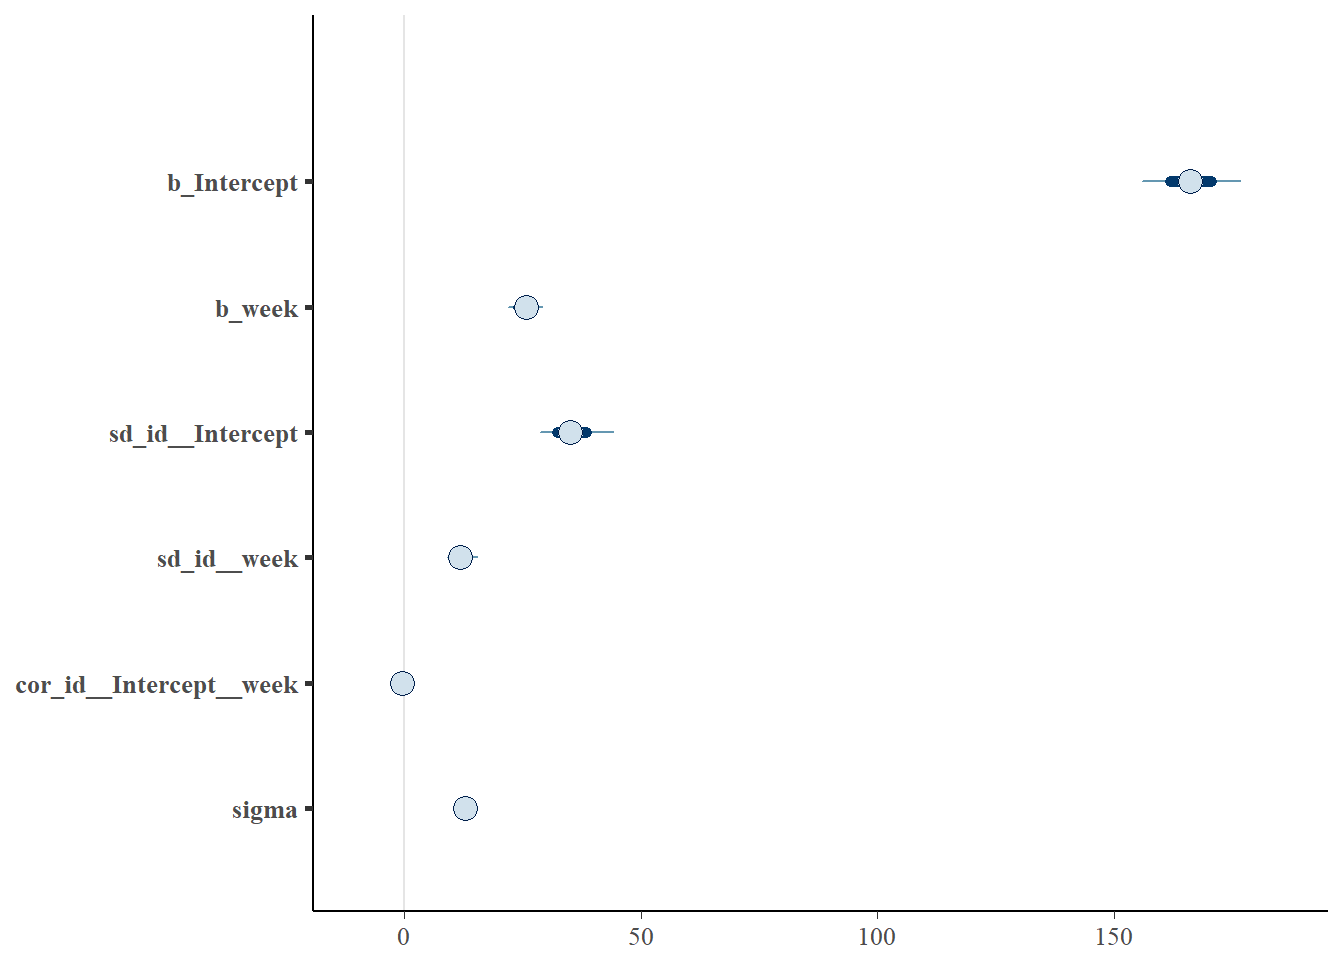 b_Intercept
b_week
sd_id__Intercept
sd_id__week
cor_id__Intercept__week
sigma
0 50 100 150